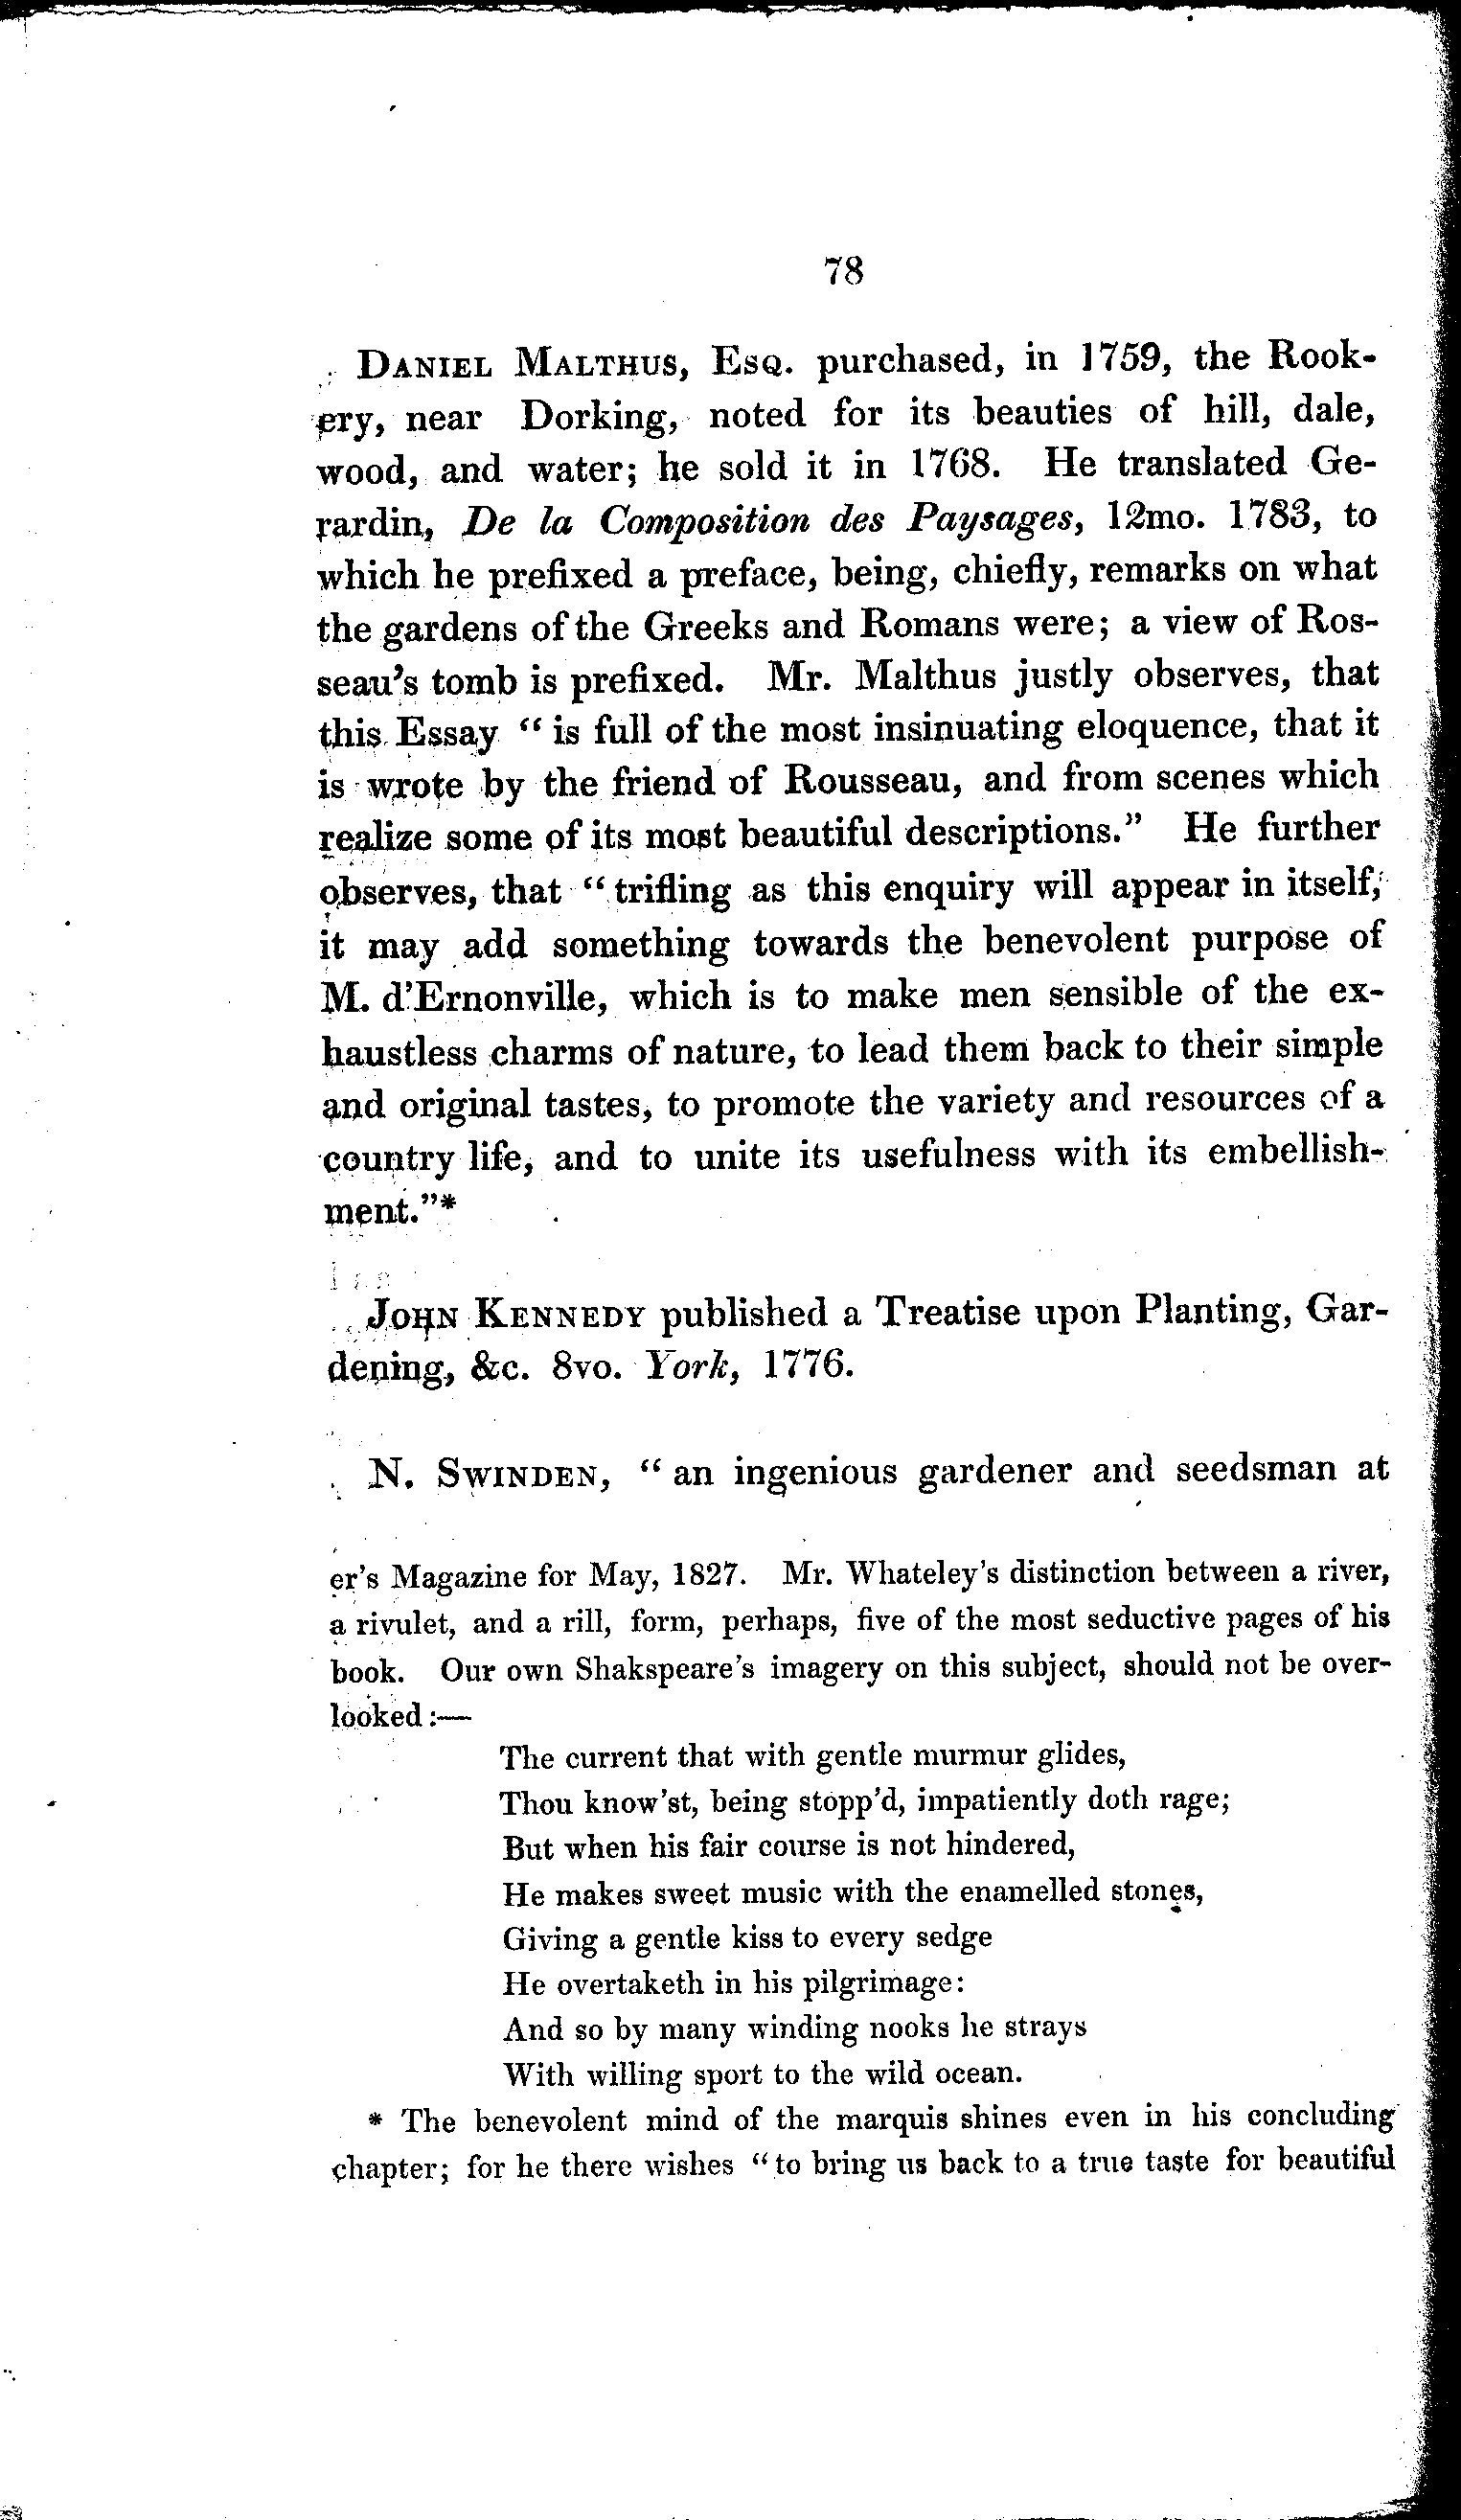 78
DANIEL MALTHUS, ESQ. purchased, in 1759, the Rook-
ery, near Dorking, noted for its beauties of hill, dale,
wood, and water; he sold it in 1768. He translated Ge-
rardin, De la Composition des Paysages, 12mo. 1783, to
which he prefixed a preface, being, chiefly, remarks on what
the gardens of the Greeks and Romans were; a view of Ros-
seau's tomb is prefixed. Mr. Malthus justly observes, that
this Essay "is full of the most insinuating eloquence, that it
is wrote by the friend of Rousseau, and from scenes which
realize some of its most beautiful descriptions." He further
observes, that "trifling as this enquiry will appear in itself,
it may add something towards the benevolent purpose of
M. d'Ernonville, which is to make men sensible of the ex-
haustless charms of nature, to lead them back to their simple
and original tastes, to promote the variety and resources of a
country life, and to unite its usefulness with its embellish-
ment."*
JOHN KENNEDY published a Treatise upon Planting, Gar-
dening, &c. 8vo. York, 1776.
N. SWINDEN, "an ingenious gardener and seedsman at
er's Magazine for May, 1827. Mr. Whateley's distinction between a river,
a rivulet, and a rill, form, perhaps, five of the most seductive pages of his
book. Our own Shakspeare's imagery on this subject, should not be over-
looked:—
The current that with gentle murmur glides,
Thou know'st, being stopp'd, impatiently doth rage;
But when his fair course is not hindered,
He makes sweet music with the enamelled stones,
Giving a gentle kiss to every sedge
He overtaketh in his pilgrimage:
And so by many winding nooks he strays
With willing sport to the wild ocean.
* The benevolent mind of the marquis shines even in his concluding
chapter; for he there wishes "to bring us back to a true taste for beautiful